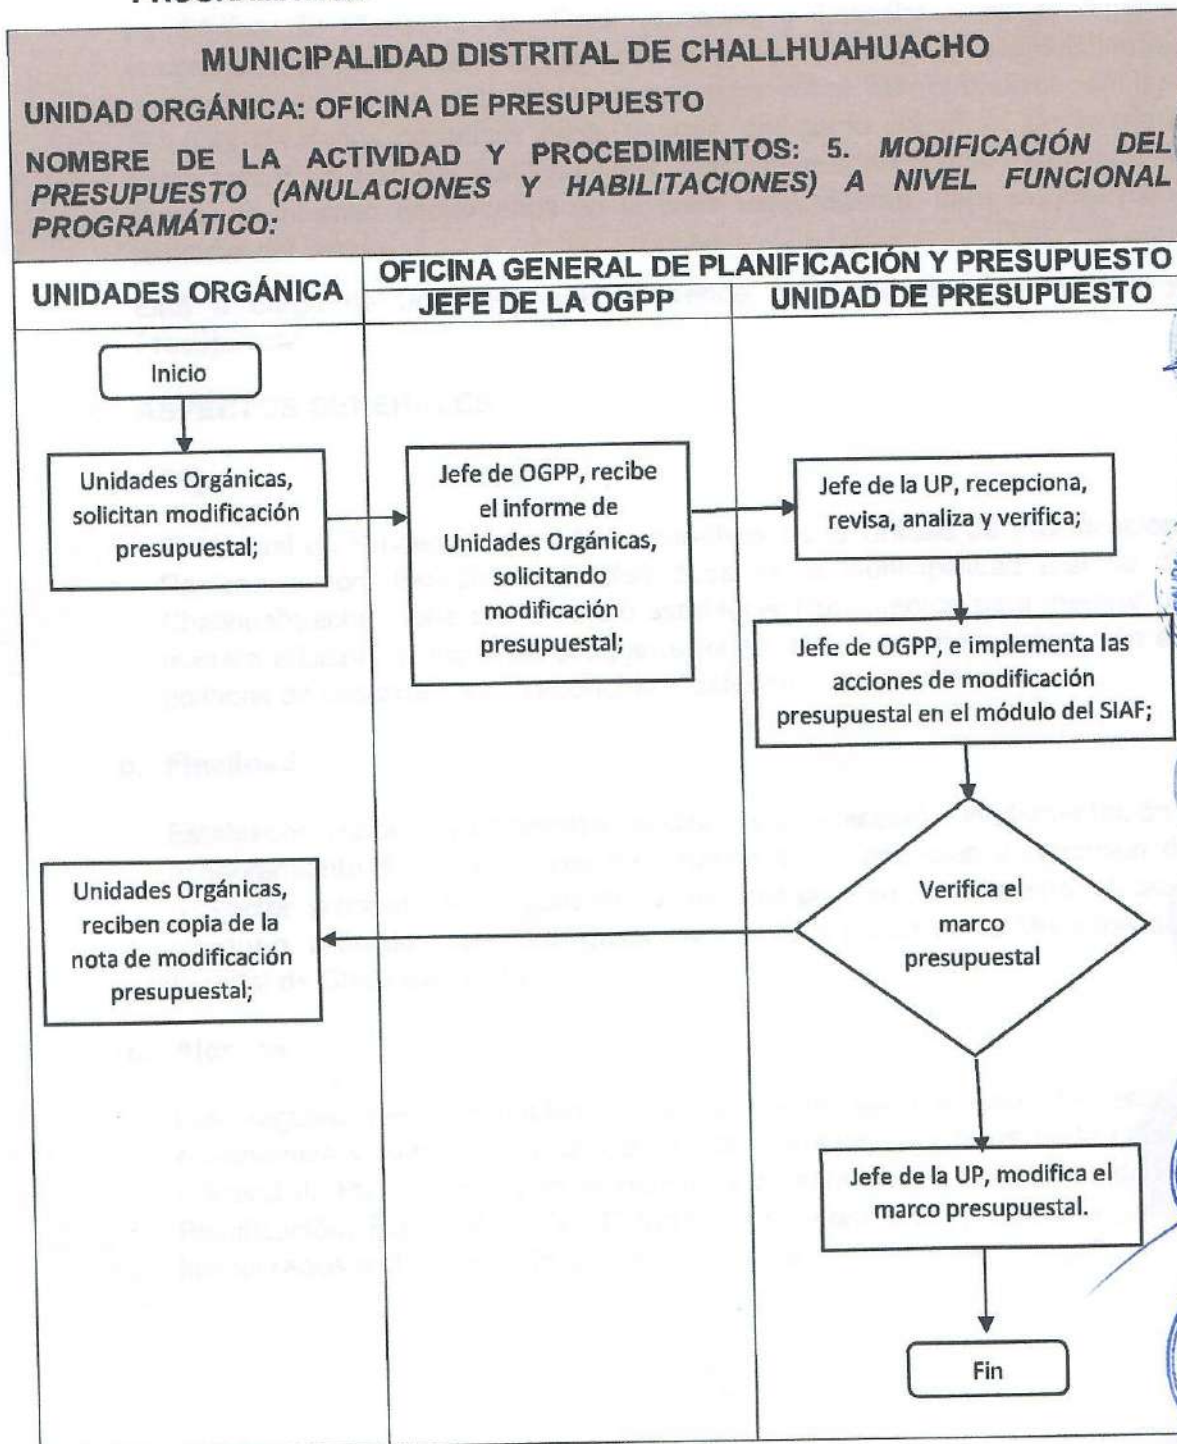 MUNICIPALIDAD DISTRITAL DE CHALLHUAHUACHO
UNIDAD ORGÁNICA: OFICINA DE PRESUPUESTO
NOMBRE DE LA ACTIVIDAD Y PROCEDIMIENTOS: 5. MODIFICACIÓN DEL
PRESUPUESTO (ANULACIONES Y HABILITACIONES) A NIVEL FUNCIONAL
PROGRAMÁTICO:
UNIDADES ORGÁNICA
OFICINA GENERAL DE PLANIFICACIÓN Y PRESUPUESTO
JEFE DE LA OGPP
UNIDAD DE PRESUPUESTO
Inicio
Unidades Orgánicas,
solicitan modificación
presupuestal;
Jefe de OGPP, recibe
el informe de
Unidades Orgánicas,
solicitando
modificación
presupuestal;
Jefe de la UP, recepciona,
revisa, analiza y verifica;
Jefe de OGPP, e implementa las
acciones de modificación
presupuestal en el módulo del SIAF;
Verifica el
marco
presupuestal
Unidades Orgánicas,
reciben copia de la
nota de modificación
presupuestal;
Jefe de la UP, modifica el
marco presupuestal.
Fin